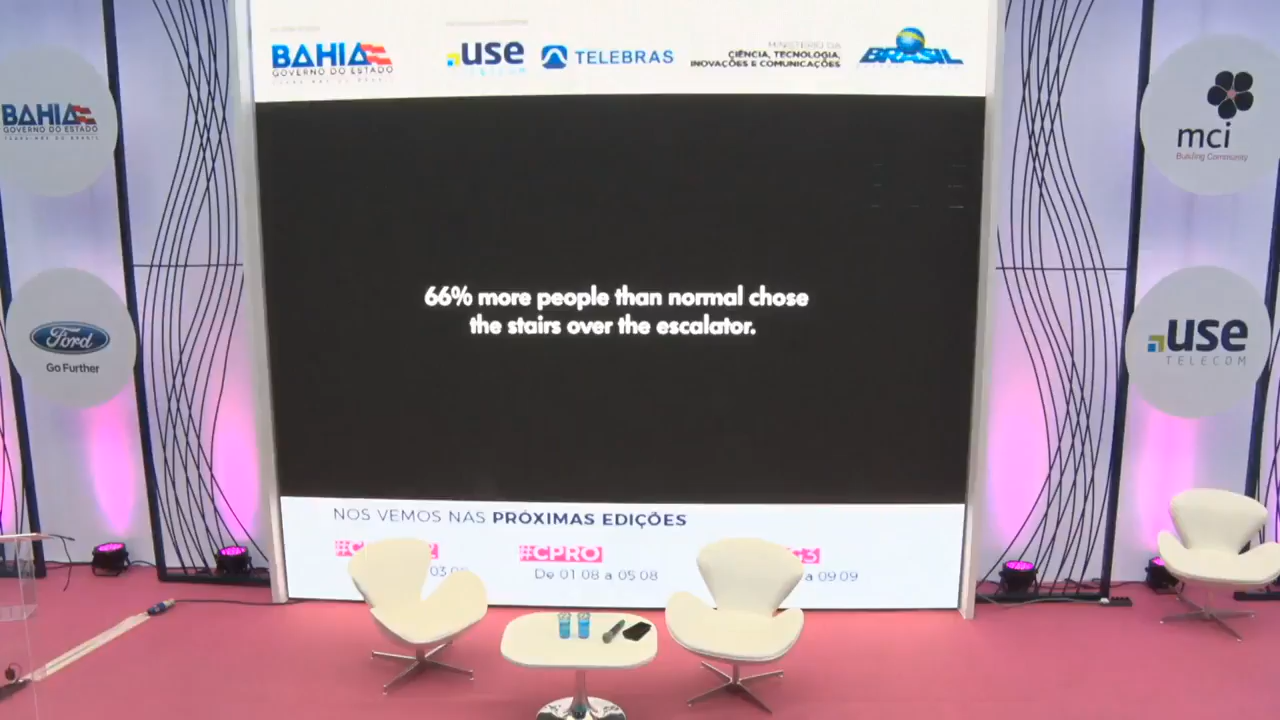 BAHIA
GOVERNO DO ESTADO
use
TELECOM
TELEBRAS
MINISTÉRIO DA
CIÊNCIA, TECNOLOGIA,
INOVAÇÕES E COMUNICAÇÕES
BRASIL
BAHIA
GOVERNO DO ESTADO
mci
Building Community
66% more people than normal chose
the stairs over the escalator.
Ford
Go Further
use
TELECOM
NOS VEMOS NAS PRÓXIMAS EDIÇÕES
#CPRO
De 01.08 a 05.08
a 09.09